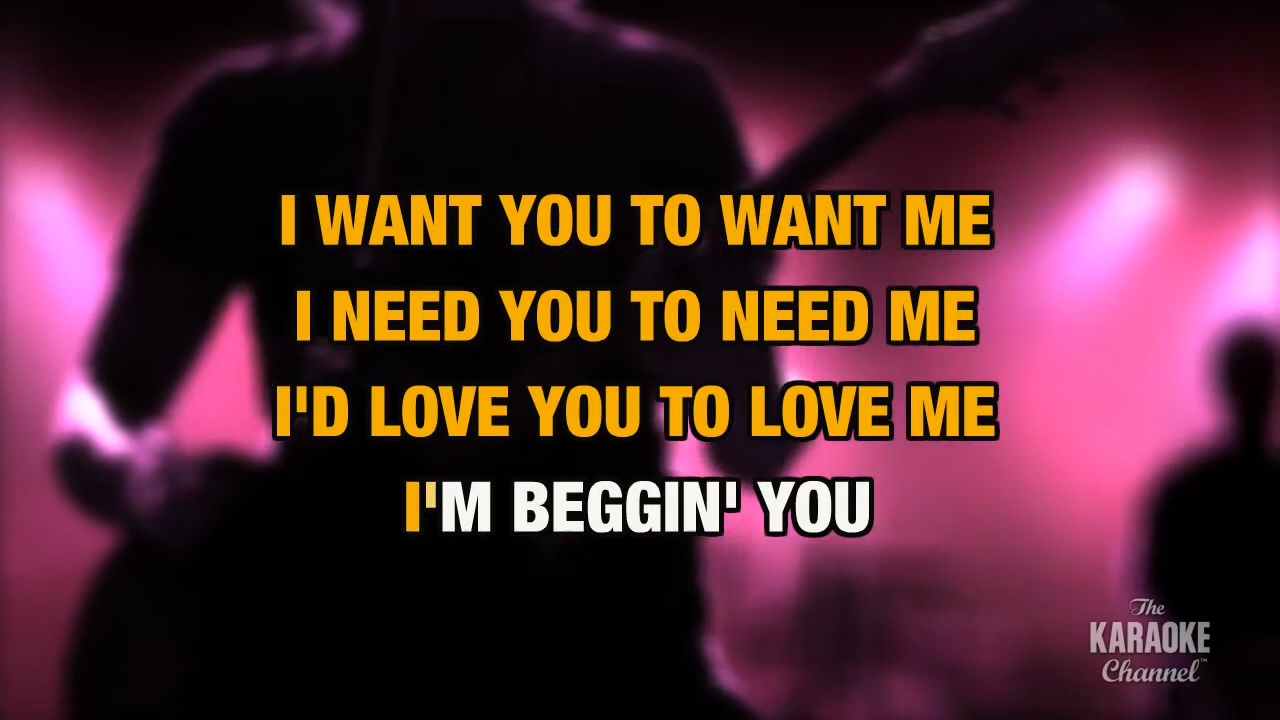 I WANT YOU TO WANT ME
I NEED YOU TO NEED ME
I'D LOVE YOU TO LOVE ME
I'M BEGGIN' YOU
The
KARAOKE
Channel™